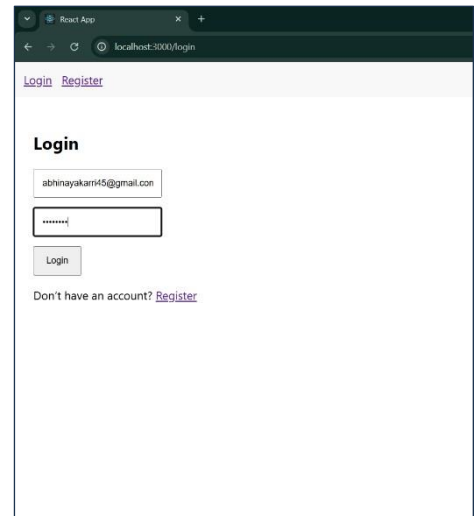 React App
localhost:3000/login
Login Register
Login
abhinayakarri45@gmail.con
Login
Don't have an account? Register